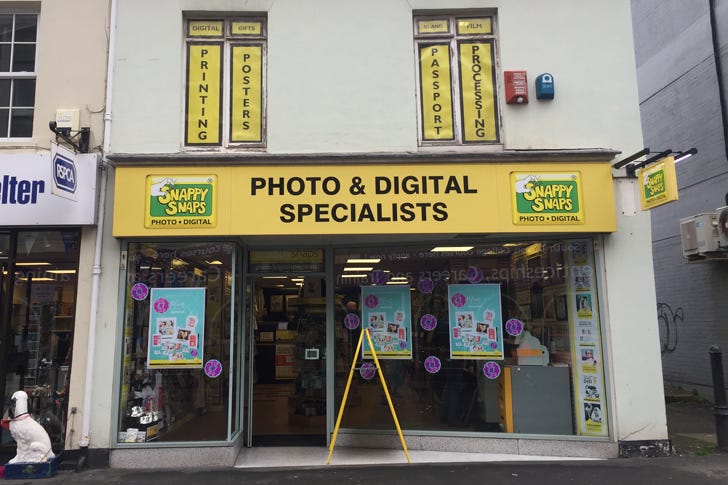 DIGITAL
GIFTS
PRINTING
POSTERS
ID AND
FILM
PASSPORT
PROCESSING
RSPCA
lter
SNAPPY
SNAPS
PHOTO • DIGITAL
PHOTO & DIGITAL
SPECIALISTS
SNAPPY
SNAPS
PHOTO • DIGITAL
SNAPPY
SNAPS